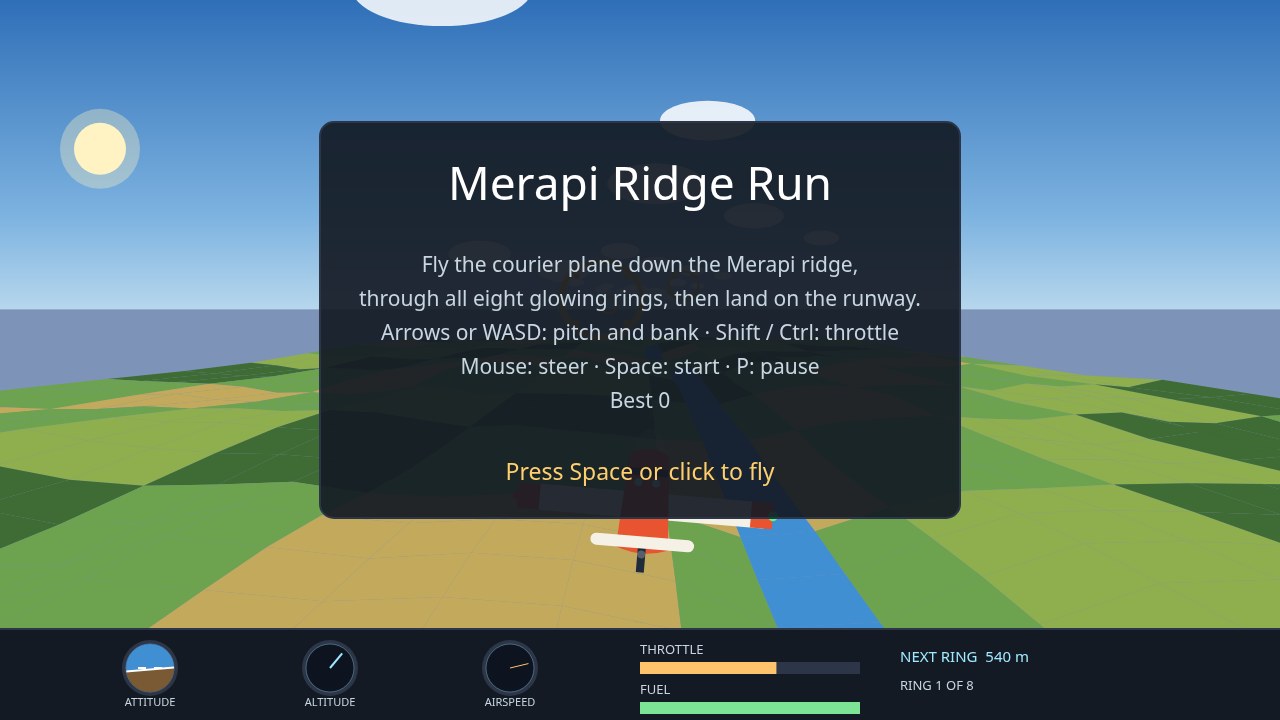 Merapi Ridge Run
Fly the courier plane down the Merapi ridge,
through all eight glowing rings, then land on the runway.
Arrows or WASD: pitch and bank · Shift / Ctrl: throttle
Mouse: steer · Space: start · P: pause
Best 0
Press Space or click to fly
ATTITUDE
ALTITUDE
AIRSPEED
THROTTLE
FUEL
NEXT RING 540 m
RING 1 OF 8